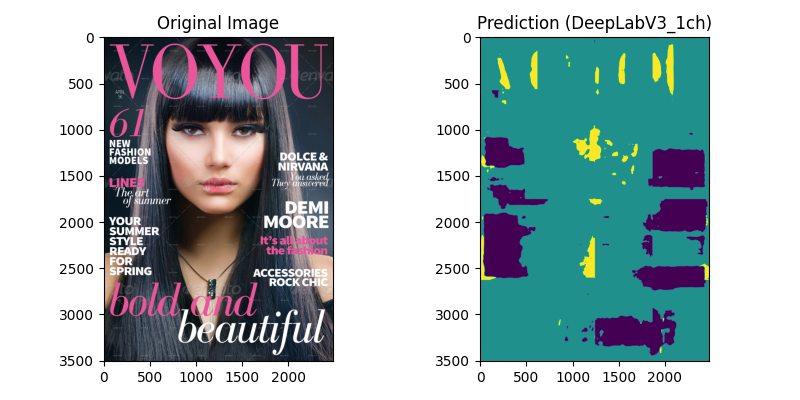 Original Image
Prediction (DeepLabV3_1ch)
0
500
1000
1500
2000
2500
3000
3500
0
500
1000
1500
2000
VOYOU
61
NEW
FASHION
MODELS
LINES
The art
of summer
YOUR
SUMMER
STYLE
READY
FOR
SPRING
DOLCE &
NIRVANA
You asked
They answered
DEMI
MOORE
It's all about
the fashion
ACCESSORIES
ROCK CHIC
bold and
beautiful
0
500
1000
1500
2000
2500
3000
3500
0
500
1000
1500
2000